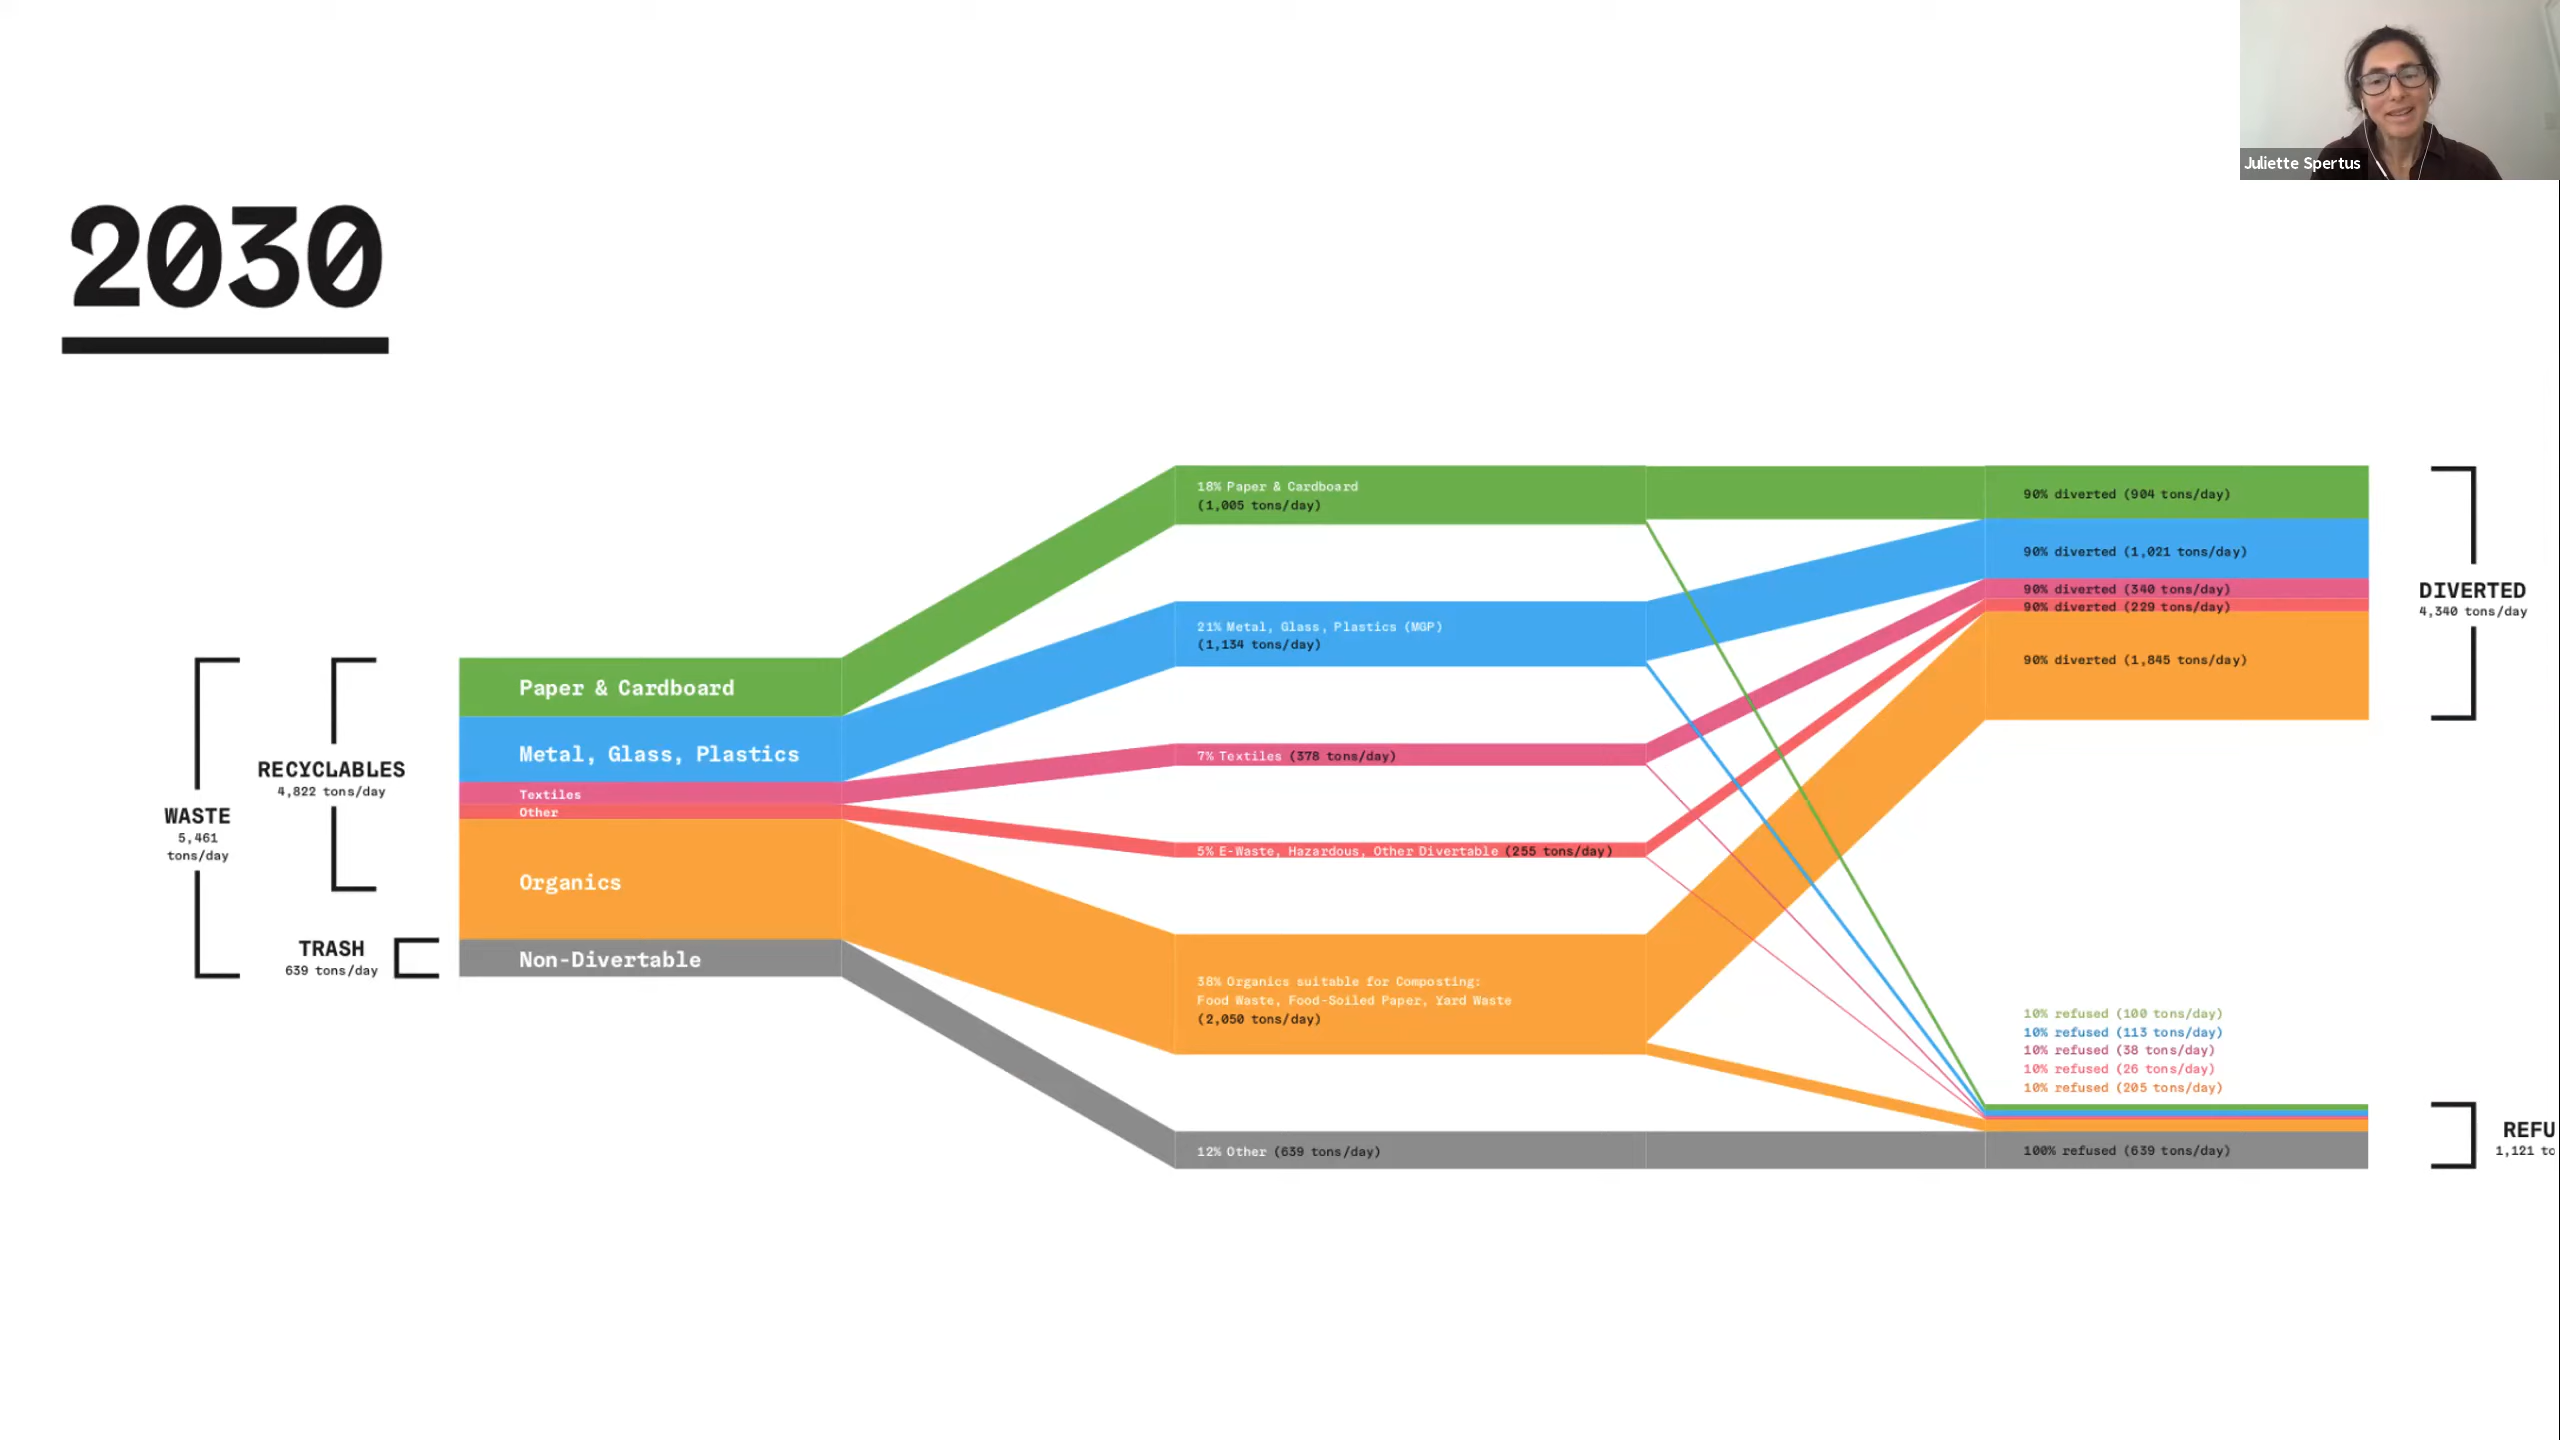 Juliette Spertus
2030
WASTE
5,461
tons/day
RECYCLABLES
4,822 tons/day
TRASH
639 tons/day
Paper & Cardboard
Metal, Glass, Plastics
Textiles
Other
Organics
Non-Divertable
18% Paper & Cardboard
(1,005 tons/day)
21% Metal, Glass, Plastics (MGP)
(1,134 tons/day)
7% Textiles (378 tons/day)
5% E-Waste, Hazardous, Other Divertable (255 tons/day)
38% Organics suitable for Composting:
Food Waste, Food-Soiled Paper, Yard Waste
(2,050 tons/day)
12% Other (639 tons/day)
90% diverted (904 tons/day)
90% diverted (1,021 tons/day)
90% diverted (340 tons/day)
90% diverted (229 tons/day)
90% diverted (1,845 tons/day)
DIVERTED
4,340 tons/day
10% refused (100 tons/day)
10% refused (113 tons/day)
10% refused (38 tons/day)
10% refused (26 tons/day)
10% refused (205 tons/day)
100% refused (639 tons/day)
REFU
1,121 to